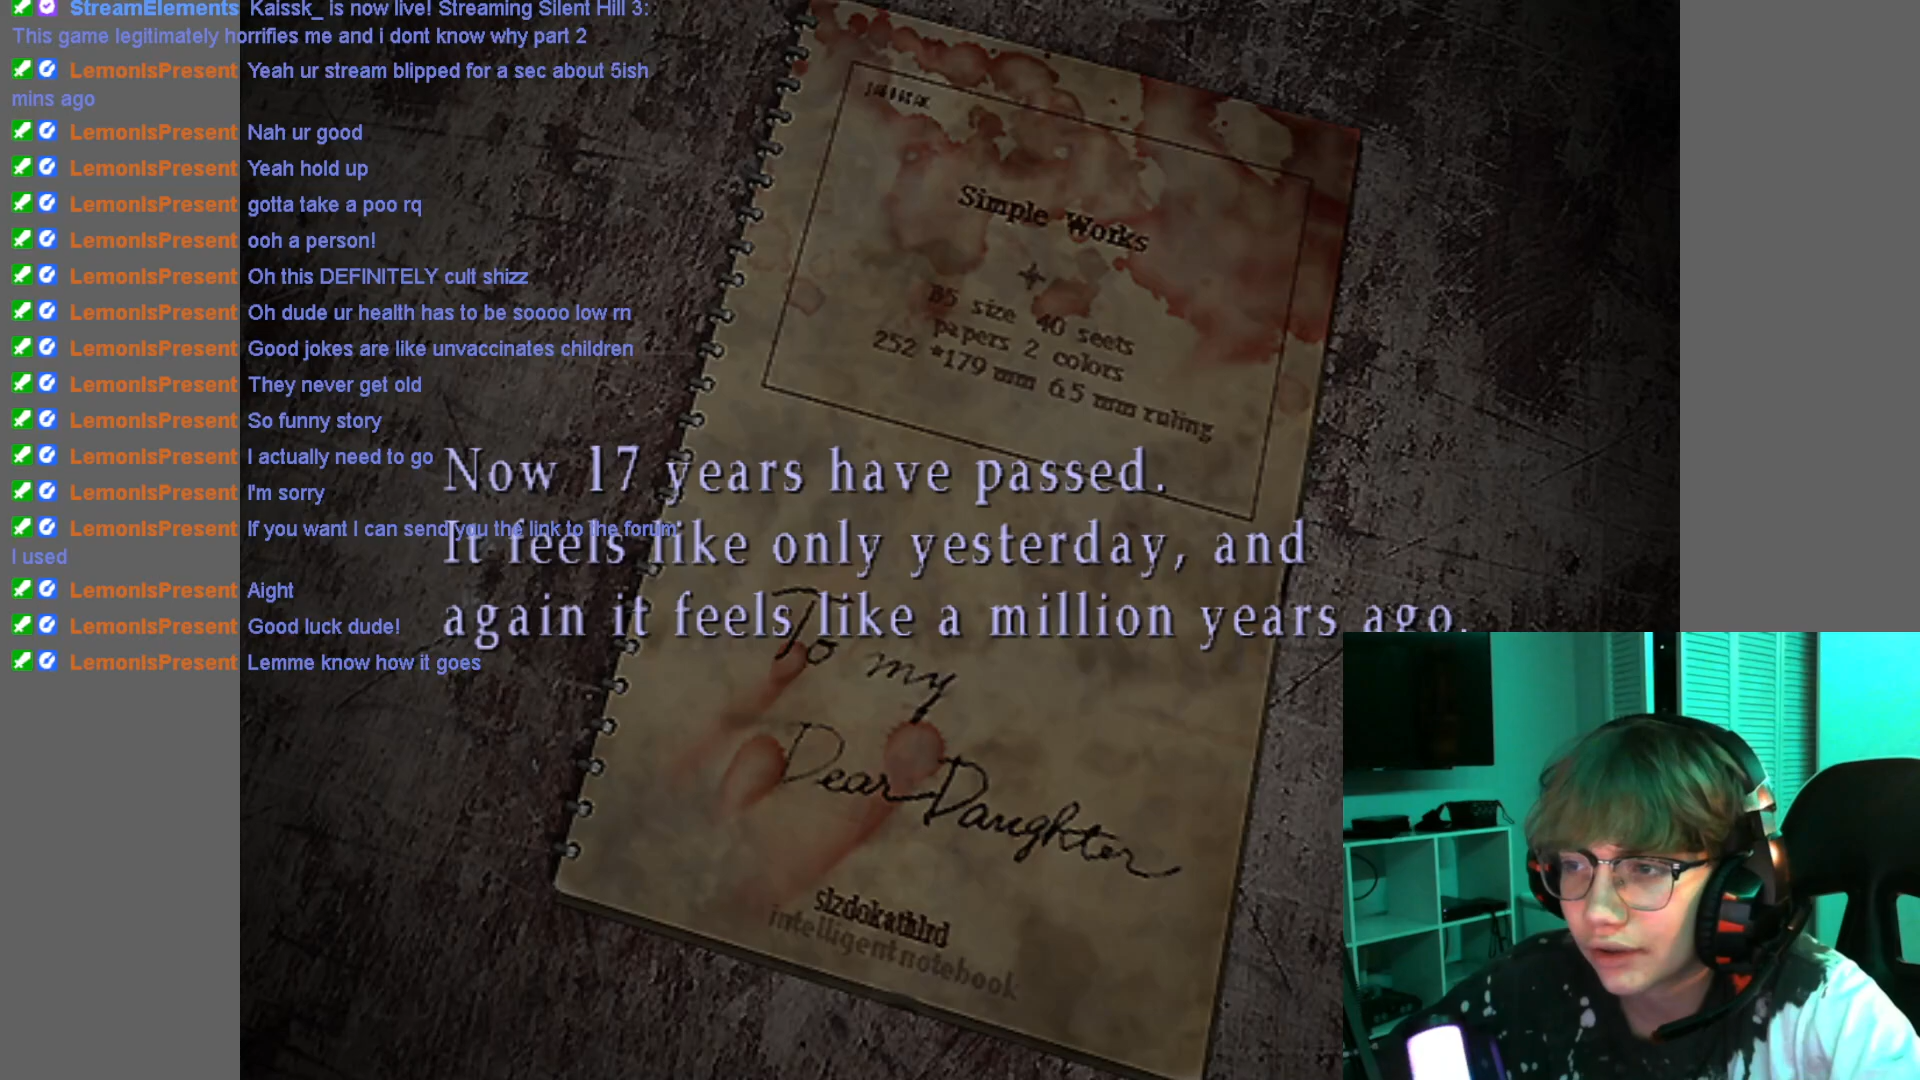 StreamElements Kaissk_ is now live! Streaming Silent Hill 3:
This game legitimately horrifies me and i dont know why part 2
LemonIsPresent Yeah ur stream blipped for a sec about 5ish
mins ago
LemonIsPresent Nah ur good
LemonIsPresent Yeah hold up
LemonIsPresent gotta take a poo rq
LemonIsPresent ooh a person!
LemonIsPresent Oh this DEFINITELY cult shizz
LemonIsPresent Oh dude ur health has to be soooo low rn
LemonIsPresent Good jokes are like unvaccinates children
LemonIsPresent They never get old
LemonIsPresent So funny story
LemonIsPresent I actually need to go
LemonIsPresent I'm sorry
LemonIsPresent If you want I can send you the link to the forum
I used
LemonIsPresent Aight
LemonIsPresent Good luck dude!
LemonIsPresent Lemme know how it goes
Simple Works
B5 size 40 seets
papers 2 colors
252 *179 mm 6.5 mm ruling
Now 17 years have passed.
It feels like only yesterday, and
again it feels like a million years ago.
To my
Dear Daughter
slzdokathlrd
intelligent notebook